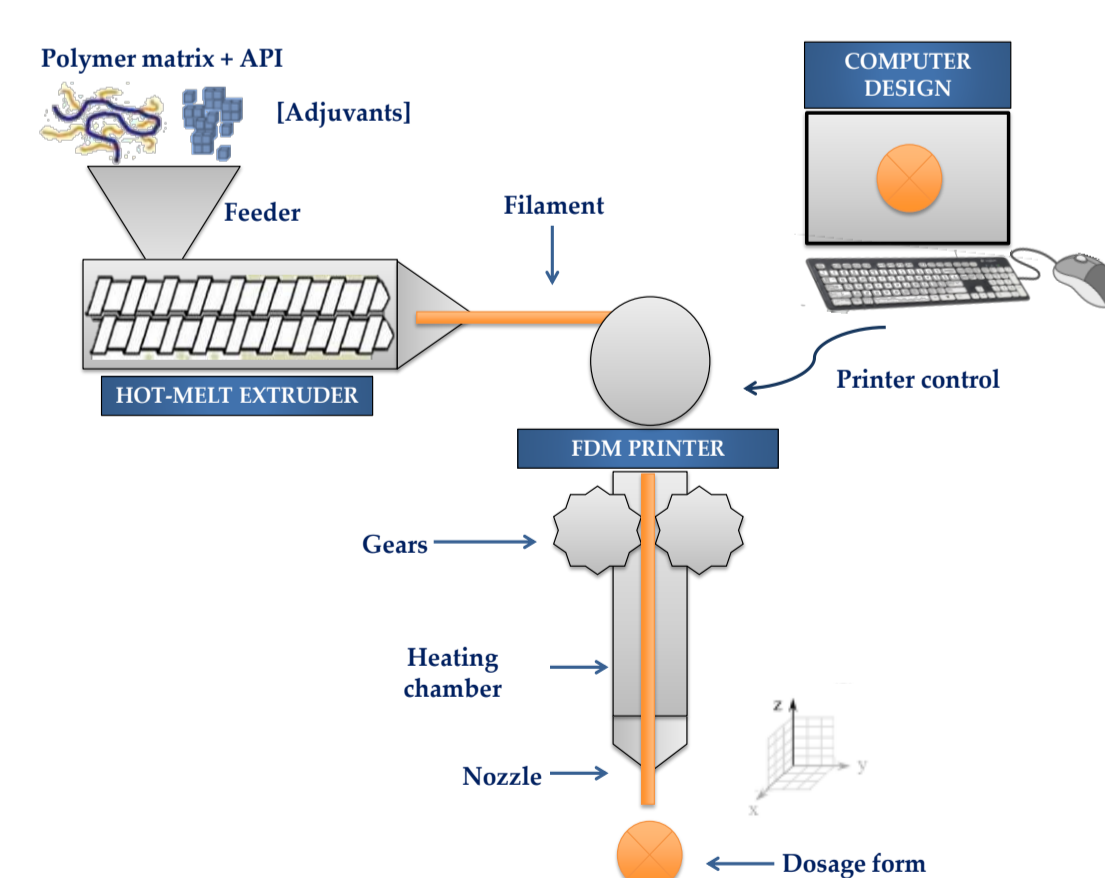 Polymer matrix + API
[Adjuvants]
Feeder
HOT-MELT EXTRUDER
Filament
COMPUTER
DESIGN
Printer control
FDM PRINTER
Gears
Heating
chamber
Nozzle
z
y
x
Dosage form